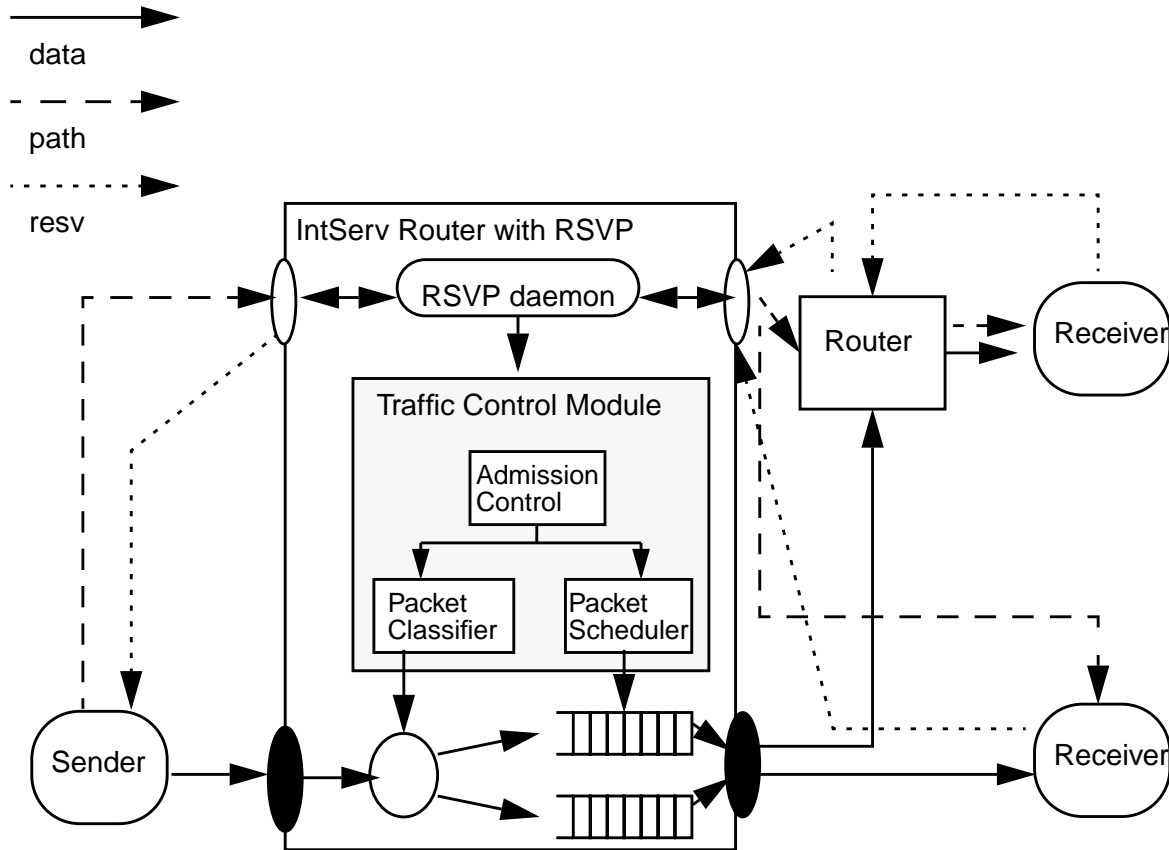 data
path
resv
IntServ Router with RSVP
RSVP daemon
Router
Receiver
Traffic Control Module
Admission
Control
Packet
Classifier
Packet
Scheduler
Sender
Receiver